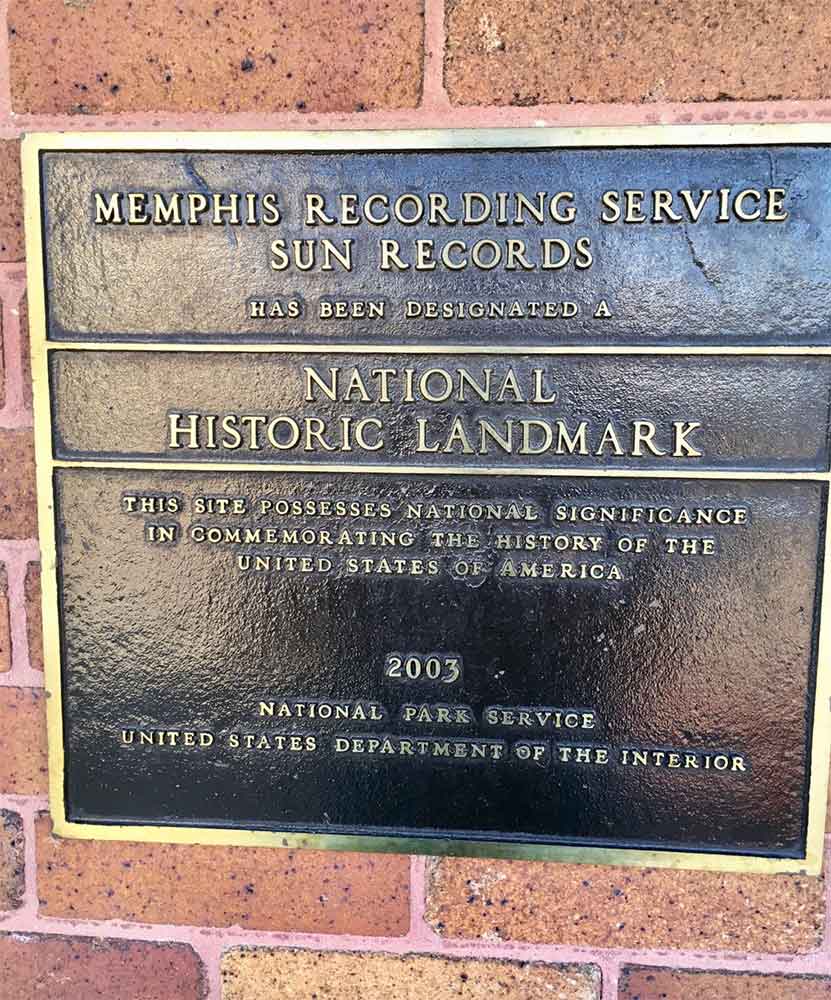 MEMPHIS RECORDING SERVICE
SUN RECORDS
HAS BEEN DESIGNATED A
NATIONAL
HISTORIC LANDMARK
THIS SITE POSSESSES NATIONAL SIGNIFICANCE
IN COMMEMORATING THE HISTORY OF THE
UNITED STATES OF AMERICA
2003
NATIONAL PARK SERVICE
UNITED STATES DEPARTMENT OF THE INTERIOR